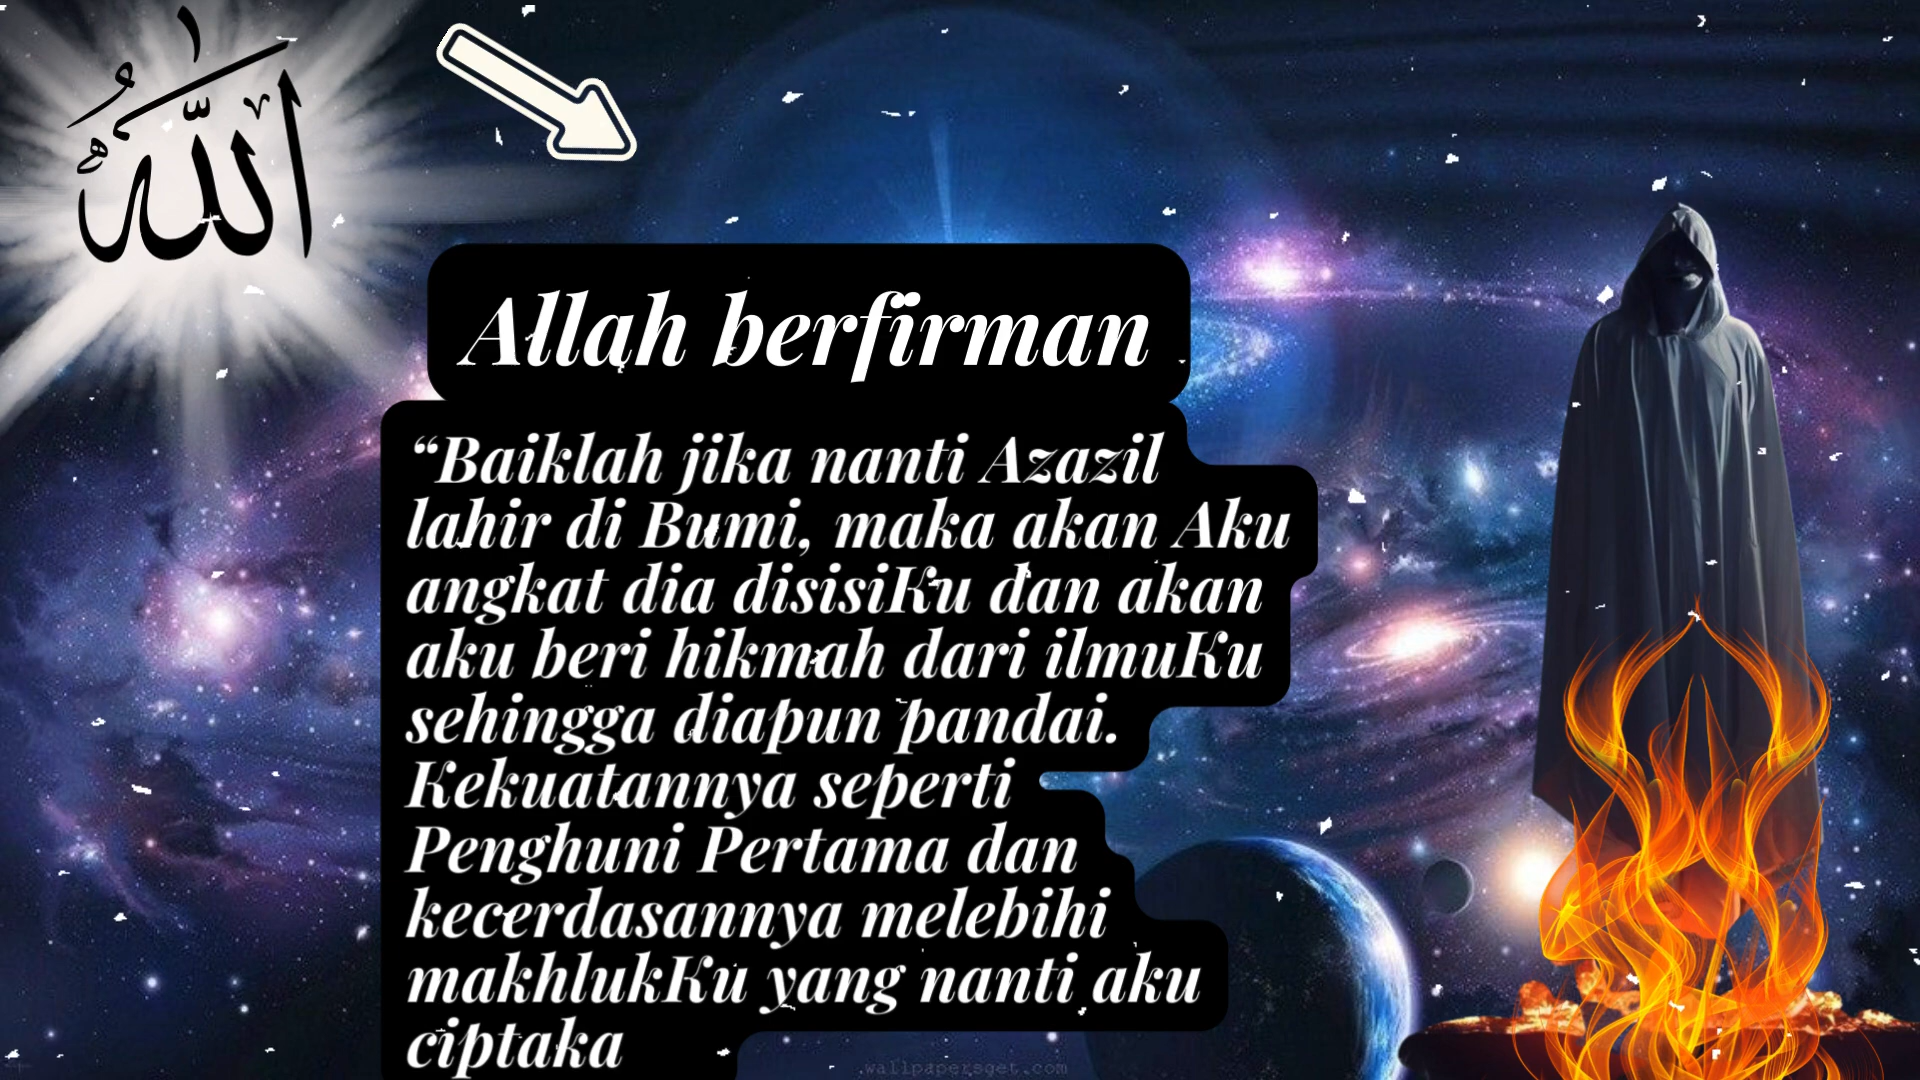 الله
Allah berfirman
“Baiklah jika nanti Azazil
lahir di Bumi, maka akan Aku
angkat dia disisiKu dan akan
aku beri hikmah dari ilmuKu
sehingga diapun pandai.
Kekuatannya seperti
Penghuni Pertama dan
kecerdasannya melebihi
makhlukKu yang nanti aku
ciptaka
wallpapersget.com